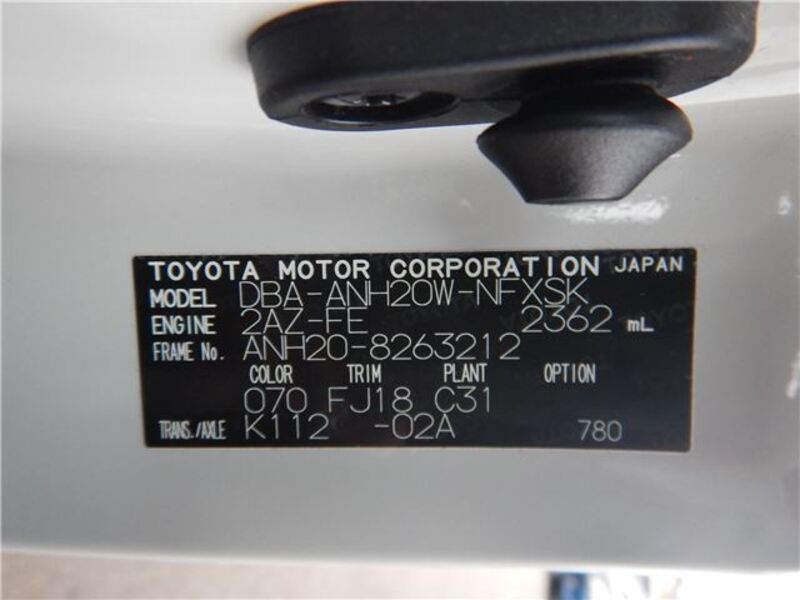 TOYOTA MOTOR CORPORATION JAPAN
MODEL DBA-ANH20W-NFXSK
ENGINE 2AZ-FE 2362 mL
FRAME No. ANH20-8263212
COLOR TRIM PLANT OPTION
070 FJ18 C31
TRANS./AXLE K112 -02A 780